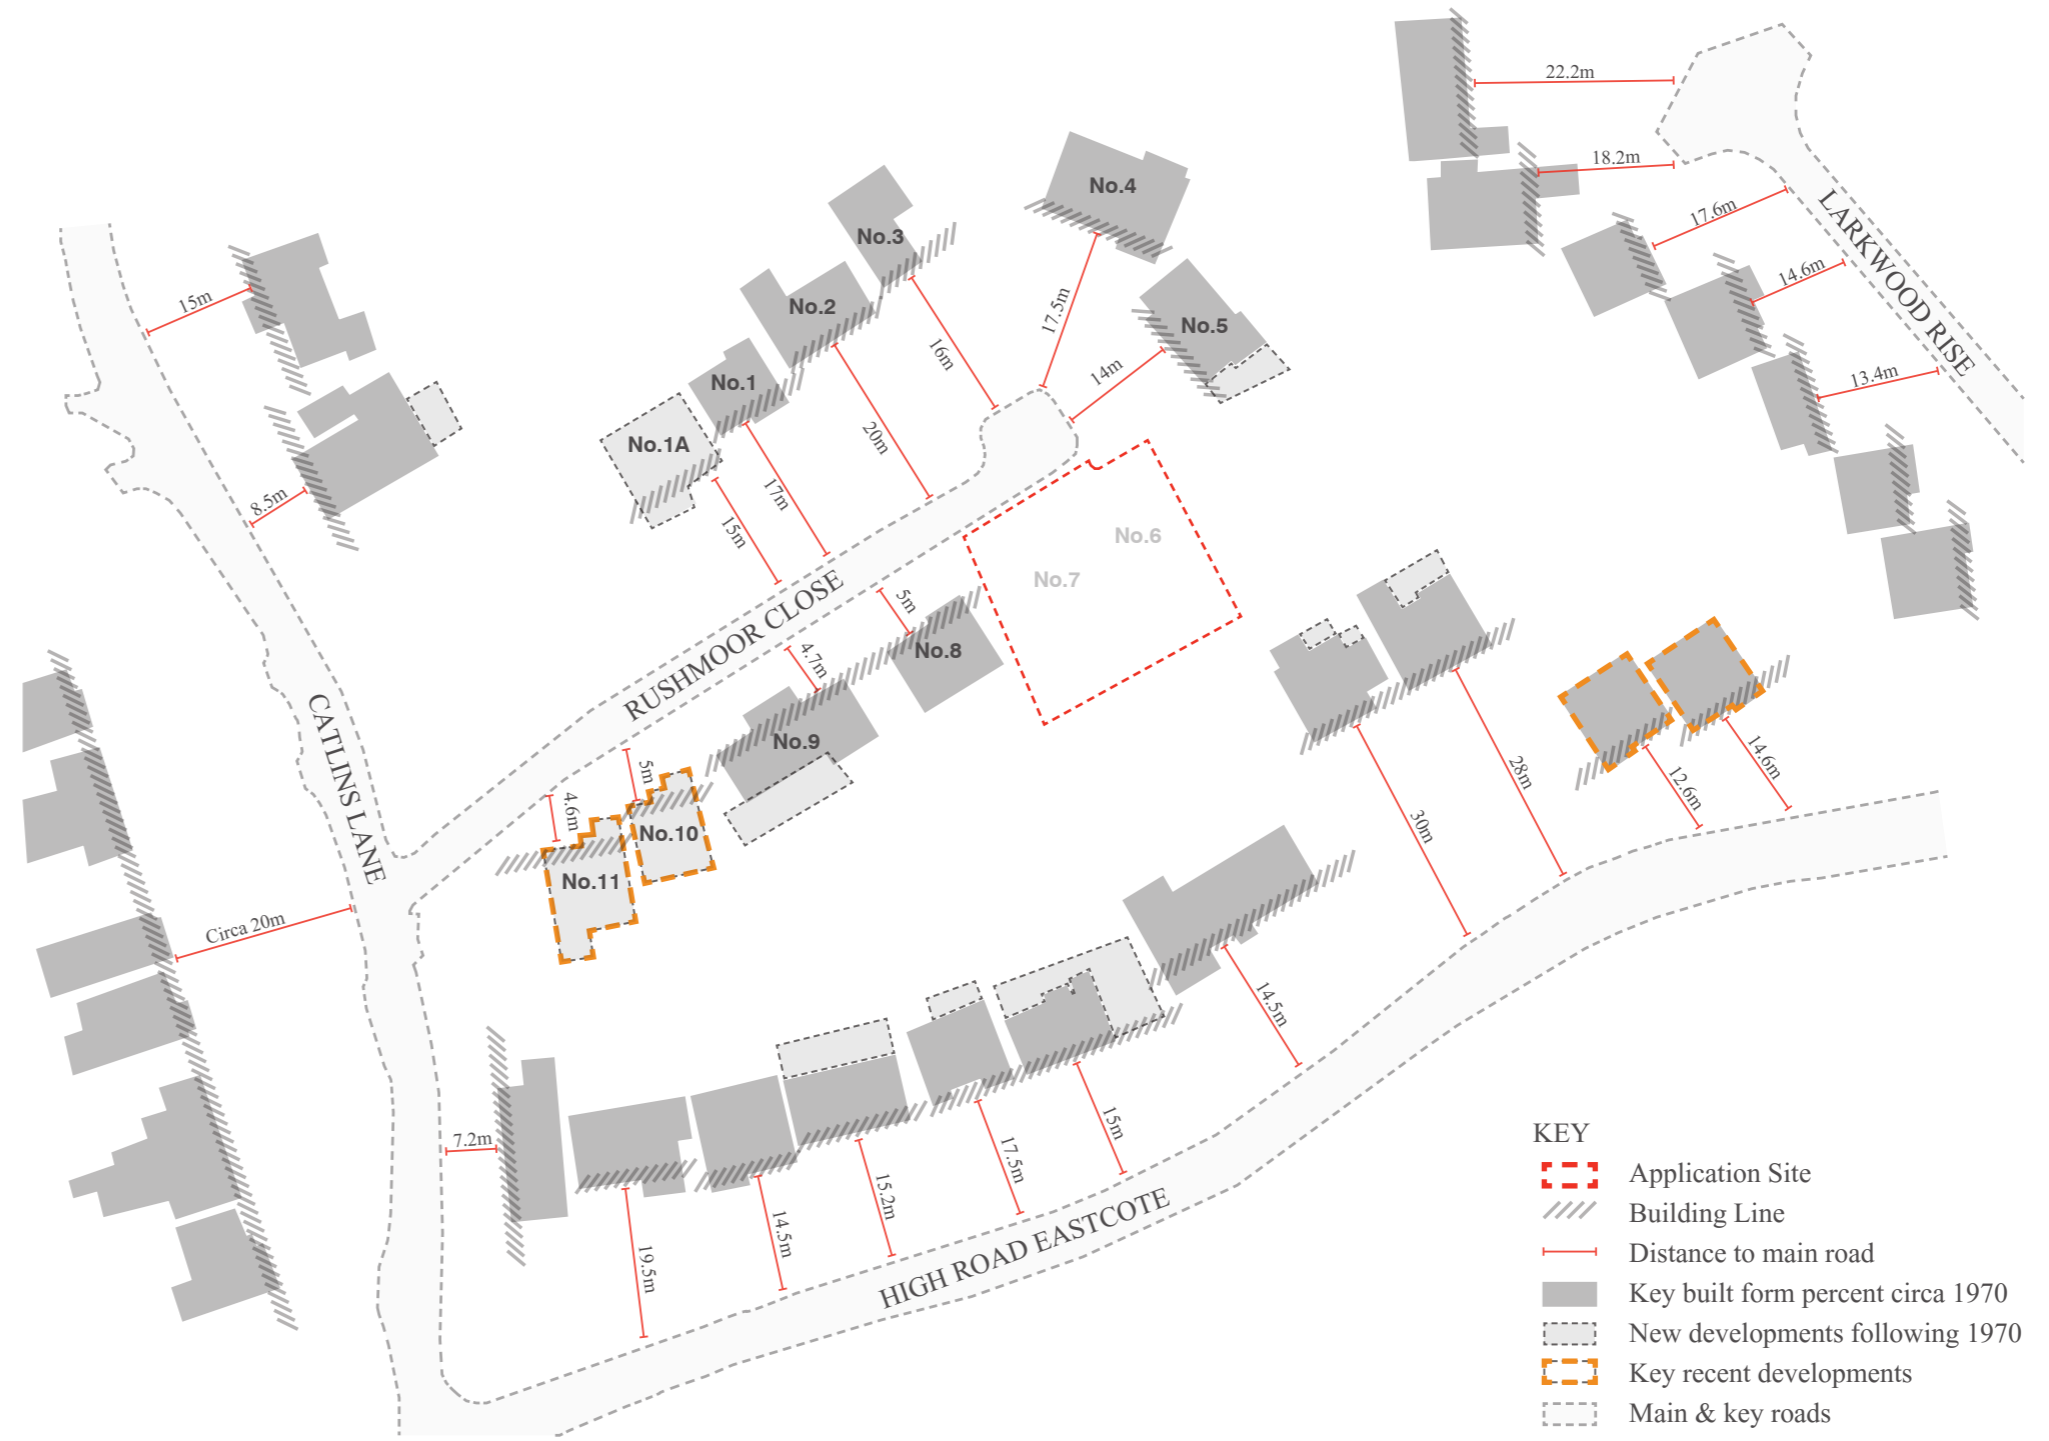 22.2m
18.2m
17.6m
14.6m
13.4m
LARKWOOD RISE
No.4
No.3
No.2
No.5
No.1
No.1A
17.5m
14m
16m
20m
17m
15m
15m
8.5m
No.6
No.7
RUSHMOOR CLOSE
5m
4.7m
No.8
No.9
5m
4.6m
No.10
No.11
CATLINS LANE
Circa 20m
28m
30m
12.6m
14.6m
14.5m
7.2m
19.5m
14.5m
15.2m
17.5m
15m
HIGH ROAD EASTCOTE
KEY
Application Site
Building Line
Distance to main road
Key built form percent circa 1970
New developments following 1970
Key recent developments
Main & key roads